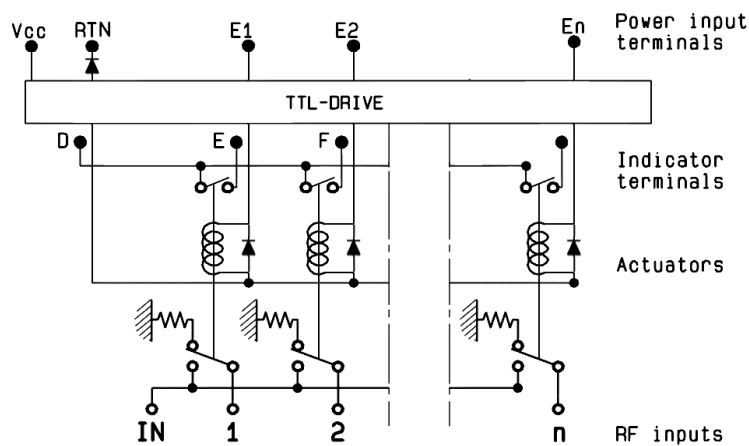 Vcc RTN E1 E2 En Power input
terminals
TTL-DRIVE
D E F Indicator
terminals
Actuators
IN 1 2 n RF inputs